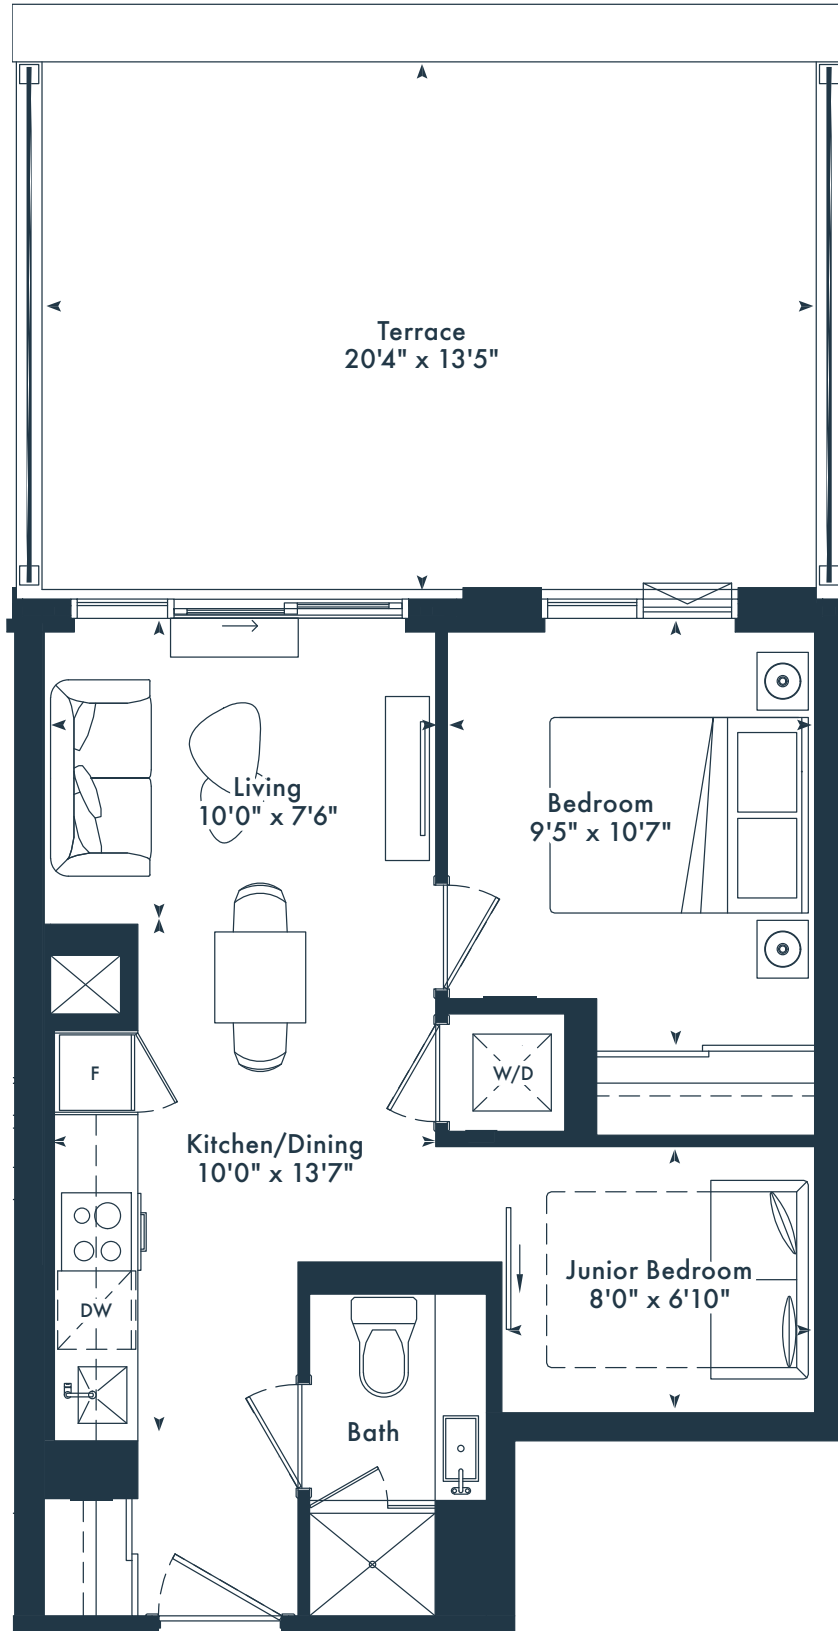 Terrace
20'4" x 13'5"
Living
10'0" x 7'6"
Bedroom
9'5" x 10'7"
F
W/D
Kitchen/Dining
10'0" x 13'7"
Junior Bedroom
8'0" x 6'10"
DW
Bath